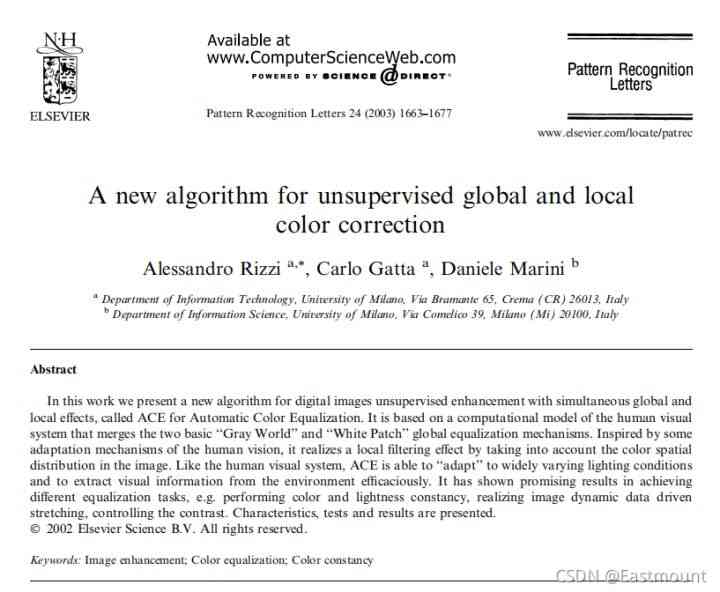 N·H
ELSEVIER
Available at
www.ComputerScienceWeb.com
POWERED BY SCIENCE @ DIRECT®
Pattern Recognition Letters 24 (2003) 1663–1677
Pattern Recognition
Letters
www.elsevier.com/locate/patrec
A new algorithm for unsupervised global and local
color correction
Alessandro Rizzi a,*, Carlo Gatta a, Daniele Marini b
a Department of Information Technology, University of Milano, Via Bramante 65, Crema (CR) 26013, Italy
b Department of Information Science, University of Milano, Via Comelico 39, Milano (Mi) 20100, Italy
Abstract
In this work we present a new algorithm for digital images unsupervised enhancement with simultaneous global and
local effects, called ACE for Automatic Color Equalization. It is based on a computational model of the human visual
system that merges the two basic “Gray World” and “White Patch” global equalization mechanisms. Inspired by some
adaptation mechanisms of the human vision, it realizes a local filtering effect by taking into account the color spatial
distribution in the image. Like the human visual system, ACE is able to “adapt” to widely varying lighting conditions
and to extract visual information from the environment efficaciously. It has shown promising results in achieving
different equalization tasks, e.g. performing color and lightness constancy, realizing image dynamic data driven
stretching, controlling the contrast. Characteristics, tests and results are presented.
© 2002 Elsevier Science B.V. All rights reserved.
Keywords: Image enhancement; Color equalization; Color constancy
CSDN @Eastmount